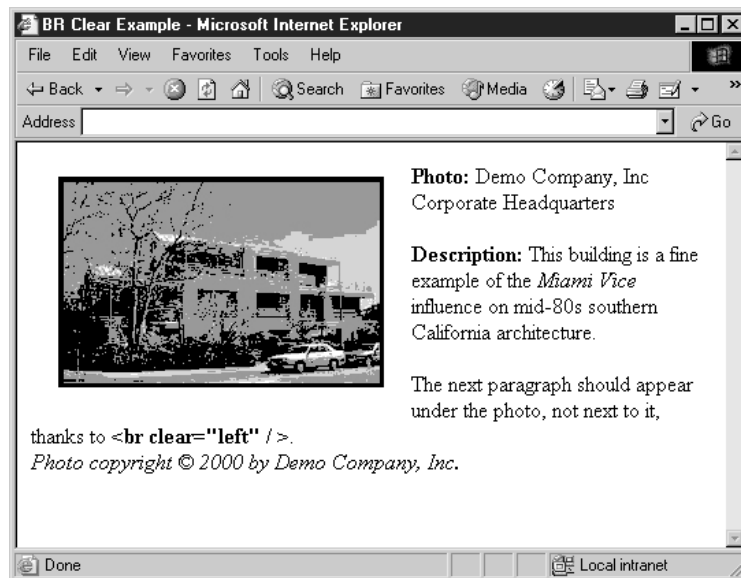 BR Clear Example - Microsoft Internet Explorer
File Edit View Favorites Tools Help
Back Search Favorites Media »
Address Go
Photo: Demo Company, Inc
Corporate Headquarters
Description: This building is a fine
example of the Miami Vice
influence on mid-80s southern
California architecture.
The next paragraph should appear
under the photo, not next to it,
thanks to <br clear="left" />.
Photo copyright © 2000 by Demo Company, Inc.
Done Local intranet